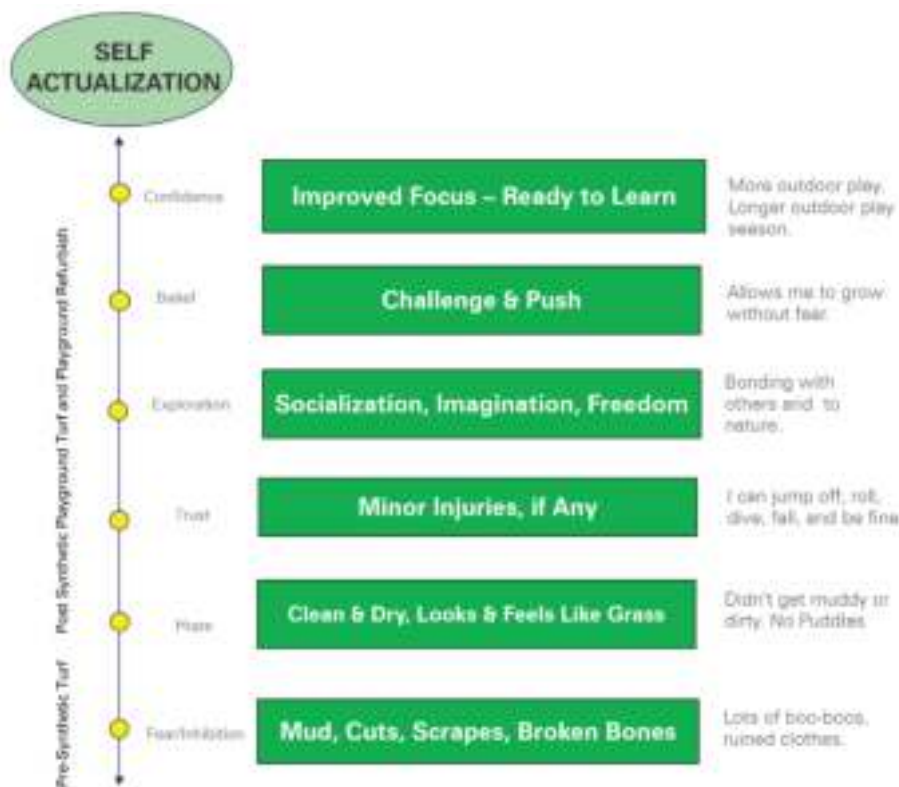 SELF
ACTUALIZATION
Confidence
Improved Focus – Ready to Learn
More outdoor play.
Longer outdoor play
season.
Belief
Challenge & Push
Allows me to grow
without fear.
Exploration
Socialization, Imagination, Freedom
Bonding with
others and to
nature.
Trust
Minor Injuries, if Any
I can jump off, roll,
dive, fall, and be fine
Clean & Dry, Looks & Feels Like Grass
Didn't get muddy or
dirty. No Puddles
Fear/Inhibition
Mud, Cuts, Scrapes, Broken Bones
Lots of boo-boos,
ruined clothes.
Post Synthetic Playground Turf and Playground Refurbish
Pre-Synthetic Turf